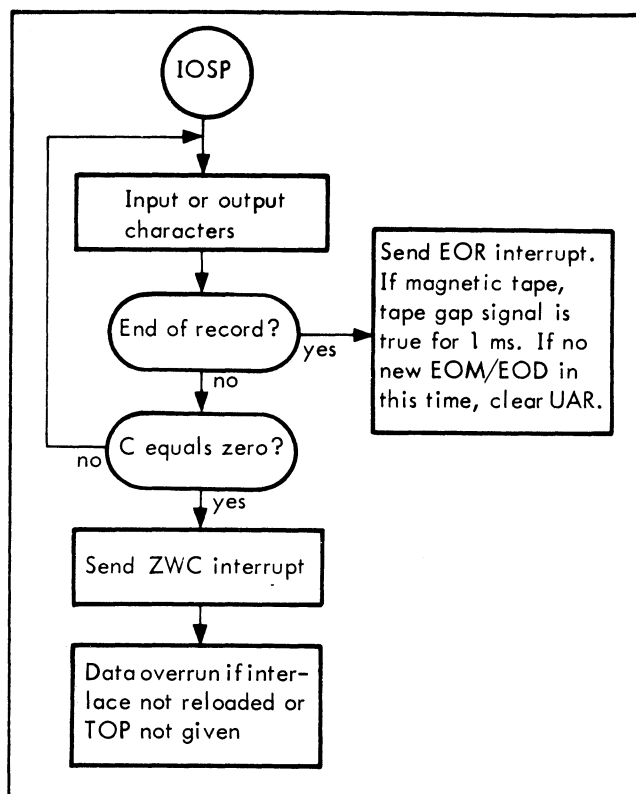 IOSP
Input or output
characters
End of record?
yes
Send EOR interrupt.
If magnetic tape,
tape gap signal is
true for 1 ms. If no
new EOM/EOD in
this time, clear UAR.
no
C equals zero?
no
yes
Send ZWC interrupt
Data overrun if inter-
lace not reloaded or
TOP not given